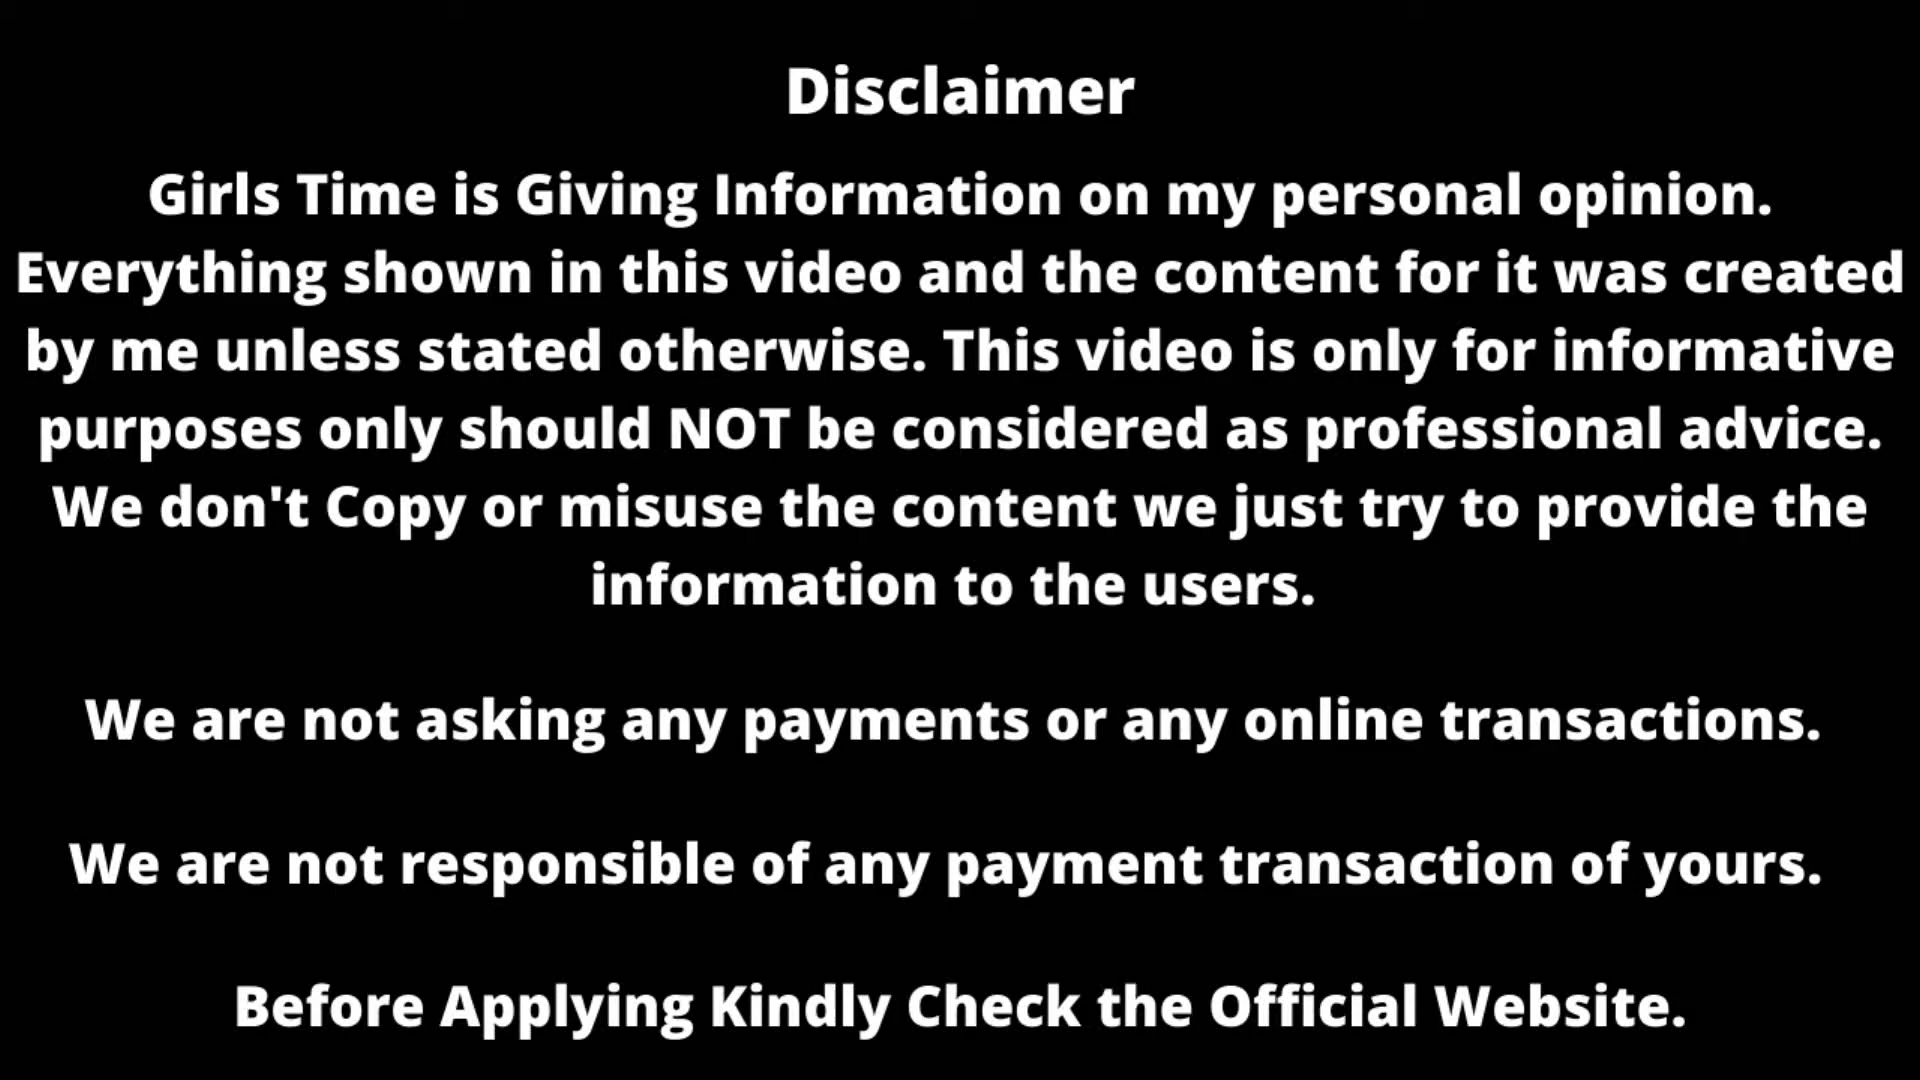 Disclaimer
Girls Time is Giving Information on my personal opinion.
Everything shown in this video and the content for it was created
by me unless stated otherwise. This video is only for informative
purposes only should NOT be considered as professional advice.
We don't Copy or misuse the content we just try to provide the
information to the users.
We are not asking any payments or any online transactions.
We are not responsible of any payment transaction of yours.
Before Applying Kindly Check the Official Website.